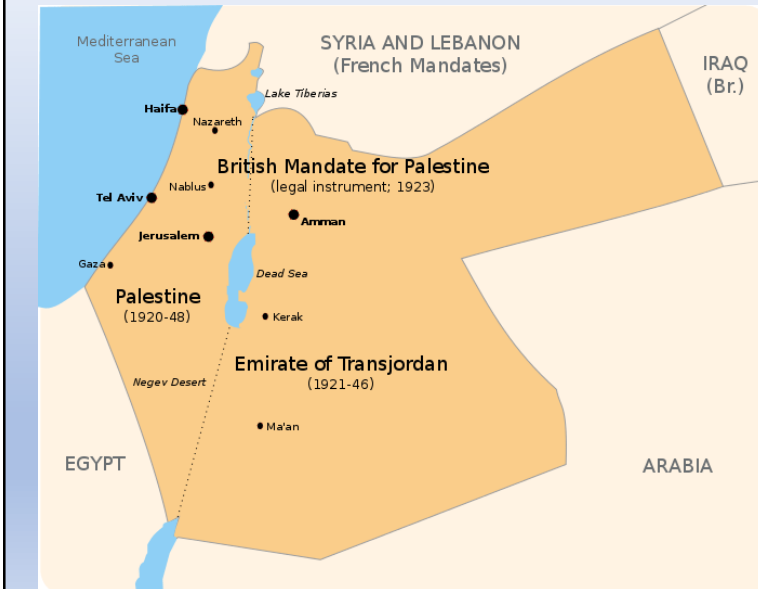 Mediterranean
Sea
SYRIA AND LEBANON
(French Mandates)
IRAQ
(Br.)
Lake Tiberias
Haifa
Nazareth
British Mandate for Palestine
(legal instrument; 1923)
Nablus
Tel Aviv
Amman
Jerusalem
Gaza
Dead Sea
Palestine
(1920-48)
Kerak
Emirate of Transjordan
(1921-46)
Negev Desert
Ma'an
EGYPT
ARABIA